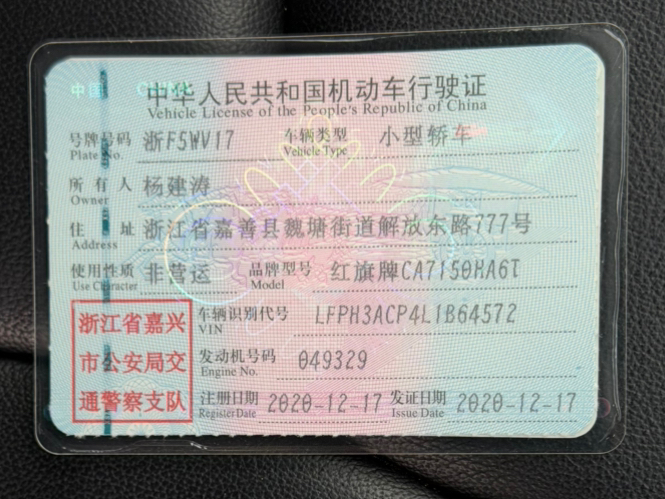 中国 CHINA
中华人民共和国机动车行驶证
Vehicle License of the People's Republic of China
号牌号码 浙F5WV17 车辆类型 小型轿车
Plate No. Vehicle Type
所有人 杨建涛
Owner
住址 浙江省嘉善县魏塘街道解放东路777号
Address
使用性质 非营运 品牌型号 红旗牌CA7150HA6T
Use Character Model
浙江省嘉兴
市公安局交
通警察支队
车辆识别代号 LFPH3ACP4L1B64572
VIN
发动机号码 049329
Engine No.
注册日期 2020-12-17 发证日期 2020-12-17
Register Date Issue Date